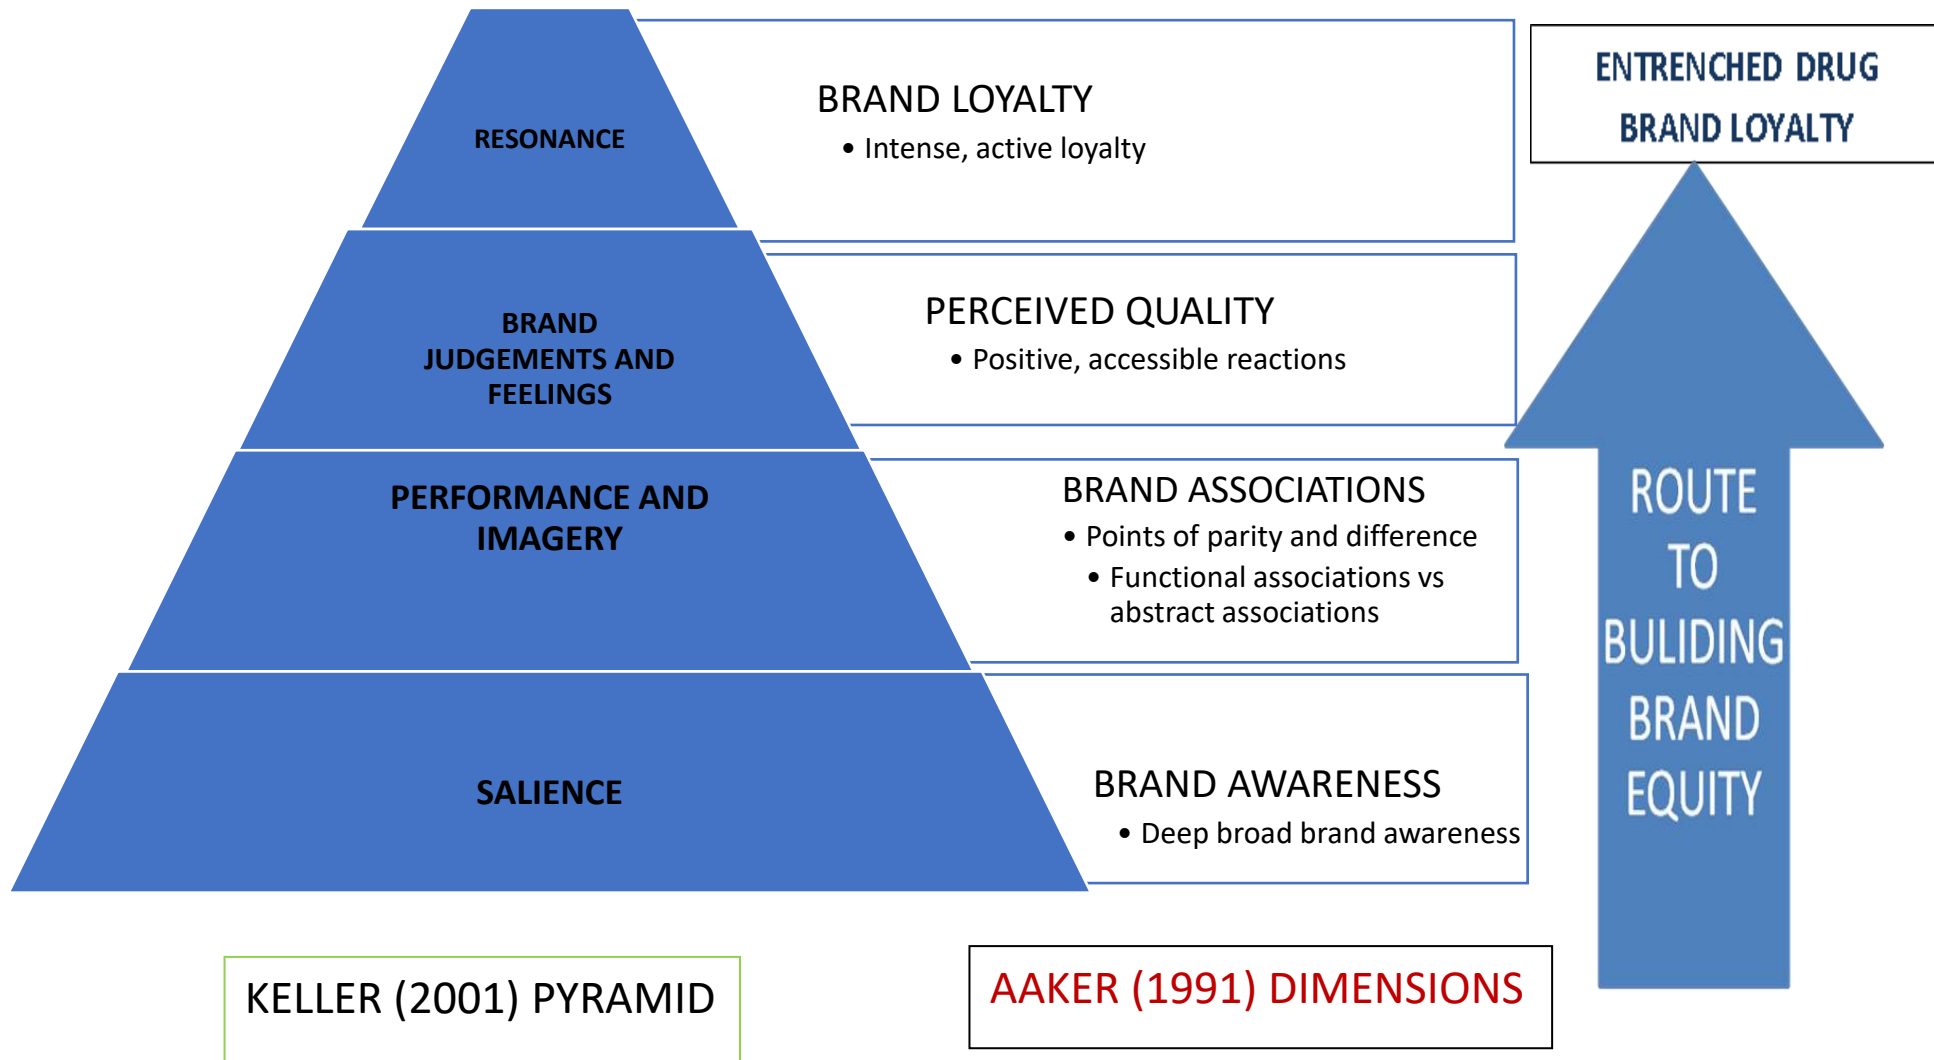 RESONANCE
BRAND LOYALTY
• Intense, active loyalty
BRAND
JUDGEMENTS AND
FEELINGS
PERCEIVED QUALITY
• Positive, accessible reactions
PERFORMANCE AND
IMAGERY
BRAND ASSOCIATIONS
• Points of parity and difference
• Functional associations vs
abstract associations
SALIENCE
BRAND AWARENESS
• Deep broad brand awareness
KELLER (2001) PYRAMID
AAKER (1991) DIMENSIONS
ENTRENCHED DRUG
BRAND LOYALTY
ROUTE
TO
BULIDING
BRAND
EQUITY